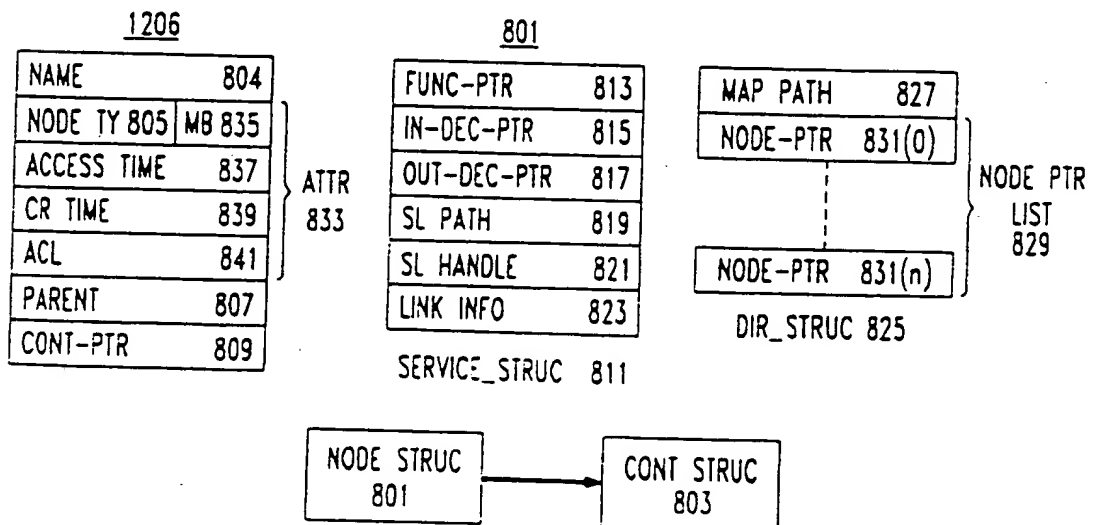 1206
NAME 804
NODE TY 805 MB 835
ACCESS TIME 837
CR TIME 839
ACL 841
PARENT 807
CONT-PTR 809
ATTR
833
801
FUNC-PTR 813
IN-DEC-PTR 815
OUT-DEC-PTR 817
SL PATH 819
SL HANDLE 821
LINK INFO 823
SERVICE_STRUC 811
MAP PATH 827
NODE-PTR 831(0)
NODE-PTR 831(n)
DIR_STRUC 825
NODE PTR
LIST
829
NODE STRUC
801
CONT STRUC
803